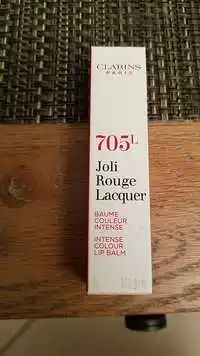 CLARINS
PARIS
705L
Joli
Rouge
Lacquer
BAUME
COULEUR
INTENSE
INTENSE
COLOUR
LIP BALM